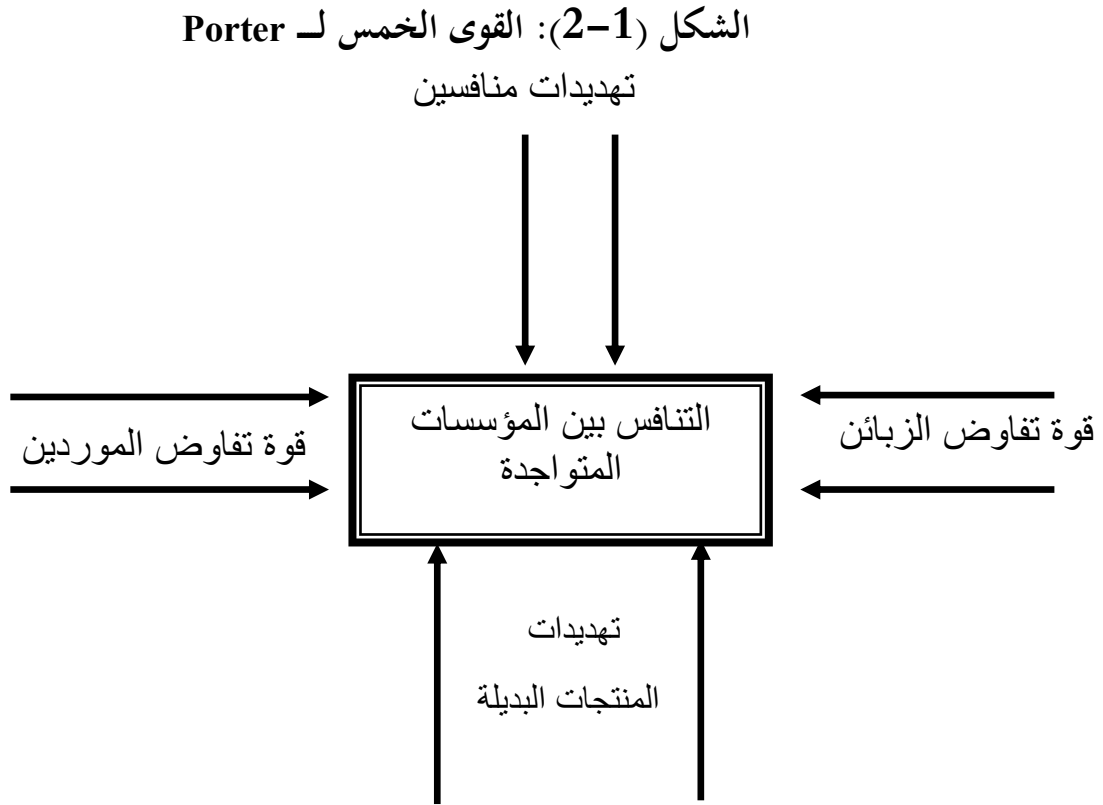 الشكل (1-2): القوى الخمس لـ Porter
تهديدات منافسين
قوة تفاوض الزبائن
التنافس بين المؤسسات
المتواجدة
قوة تفاوض الموردين
تهديدات
المنتجات البديلة